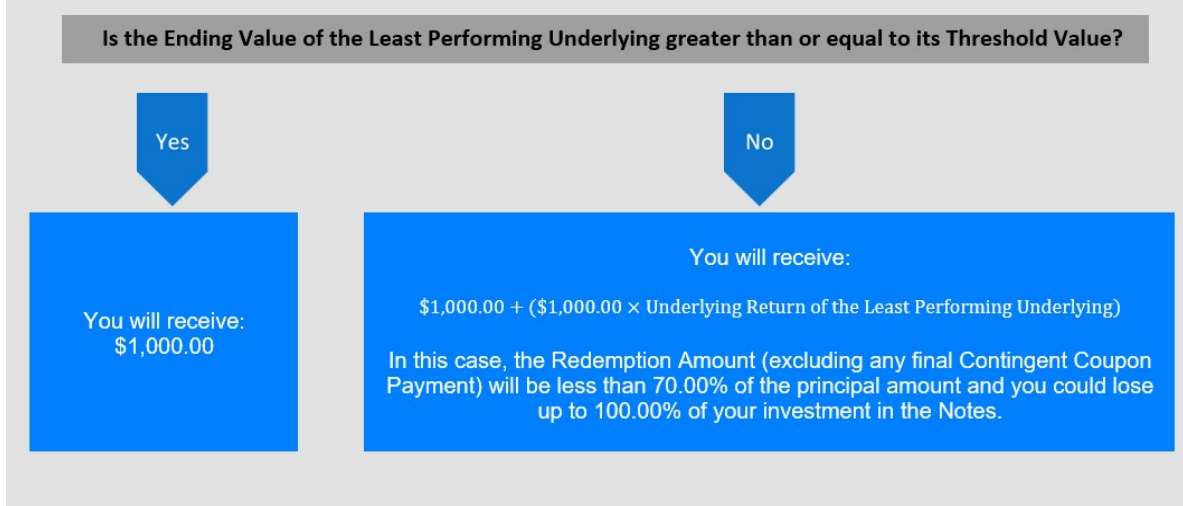 Is the Ending Value of the Least Performing Underlying greater than or equal to its Threshold Value?
Yes
No
You will receive:
$1,000.00
You will receive:
$1,000.00 + ($1,000.00 × Underlying Return of the Least Performing Underlying)
In this case, the Redemption Amount (excluding any final Contingent Coupon
Payment) will be less than 70.00% of the principal amount and you could lose
up to 100.00% of your investment in the Notes.